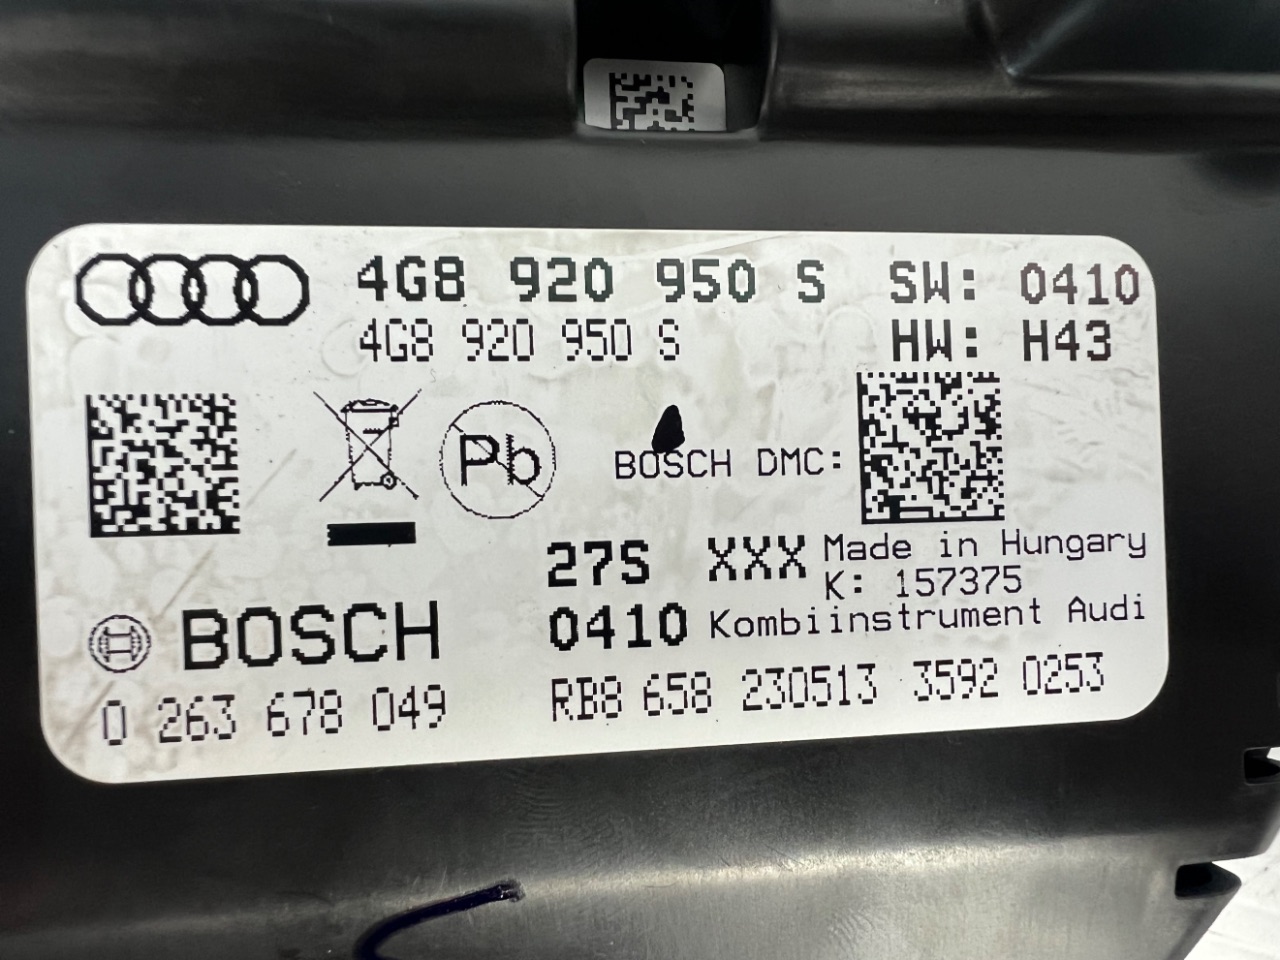 4G8 920 950 S SW: 0410
4G8 920 950 S HW: H43
Pb
BOSCH DMC:
27S XXX Made in Hungary
K: 157375
BOSCH 0410 Kombiinstrument Audi
0 263 678 049 RB8 658 230513 3592 0253